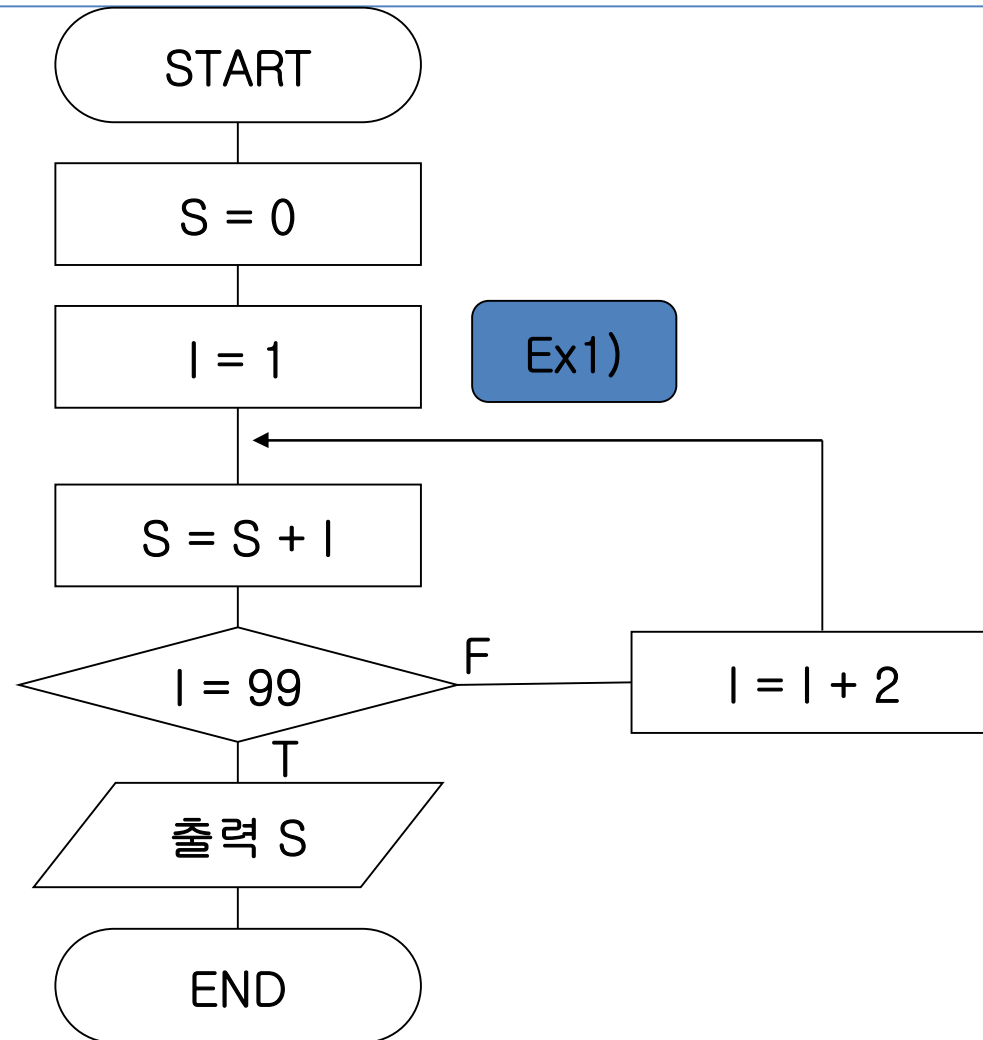 START
S = 0
I = 1
Ex1)
S = S + I
I = 99
F
I = I + 2
T
출력 S
END